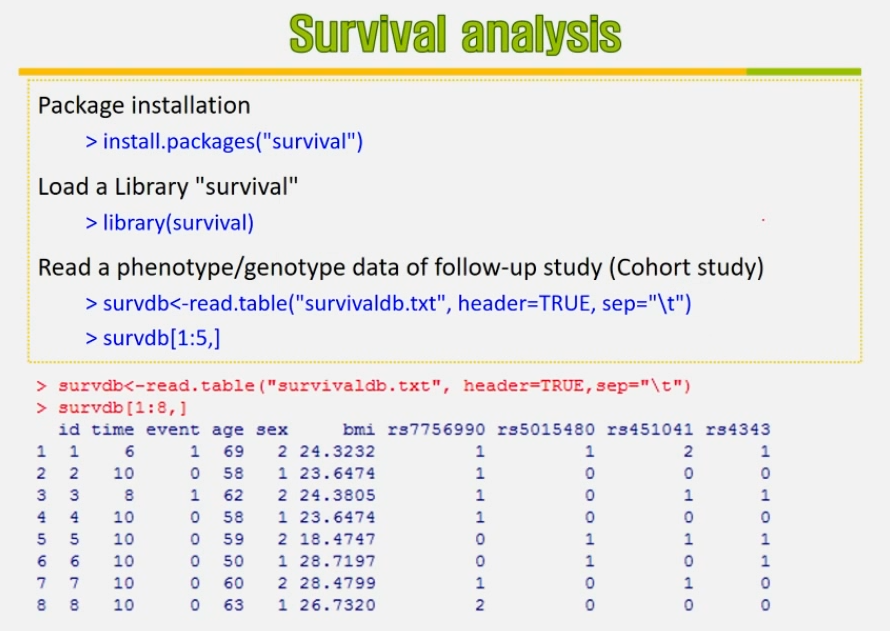 Survival analysis
Package installation
> install.packages("survival")
Load a Library "survival"
> library(survival)
Read a phenotype/genotype data of follow-up study (Cohort study)
> survdb<-read.table("survivaldb.txt", header=TRUE, sep="\t")
> survdb[1:5,]
> survdb<-read.table("survivaldb.txt", header=TRUE,sep="\t")
> survdb[1:8,]
id time event age sex bmi rs7756990 rs5015480 rs451041 rs4343
1 1 6 1 69 2 24.3232 1 1 2 1
2 2 10 0 58 1 23.6474 1 0 0 0
3 3 8 1 62 2 24.3805 1 0 1 1
4 4 10 0 58 1 23.6474 1 0 0 0
5 5 10 0 59 2 18.4747 0 1 1 1
6 6 10 0 50 1 28.7197 0 1 0 1
7 7 10 0 60 2 28.4799 1 0 1 0
8 8 10 0 63 1 26.7320 2 0 0 0